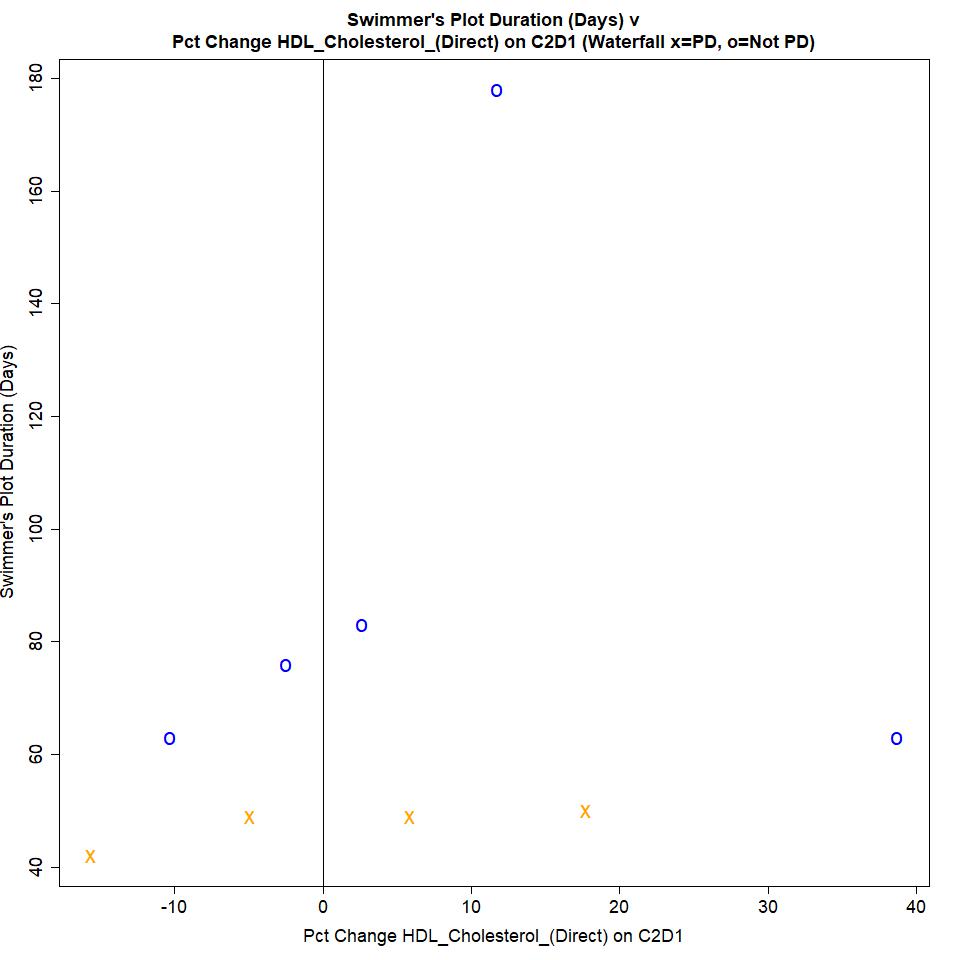 Swimmer's Plot Duration (Days) v
Pct Change HDL_Cholesterol_(Direct) on C2D1 (Waterfall x=PD, o=Not PD)
Swimmer's Plot Duration (Days)
180
160
140
120
100
80
60
40
O
O
O
O
O
X
X
X
X
-10
0
10
20
30
40
Pct Change HDL_Cholesterol_(Direct) on C2D1